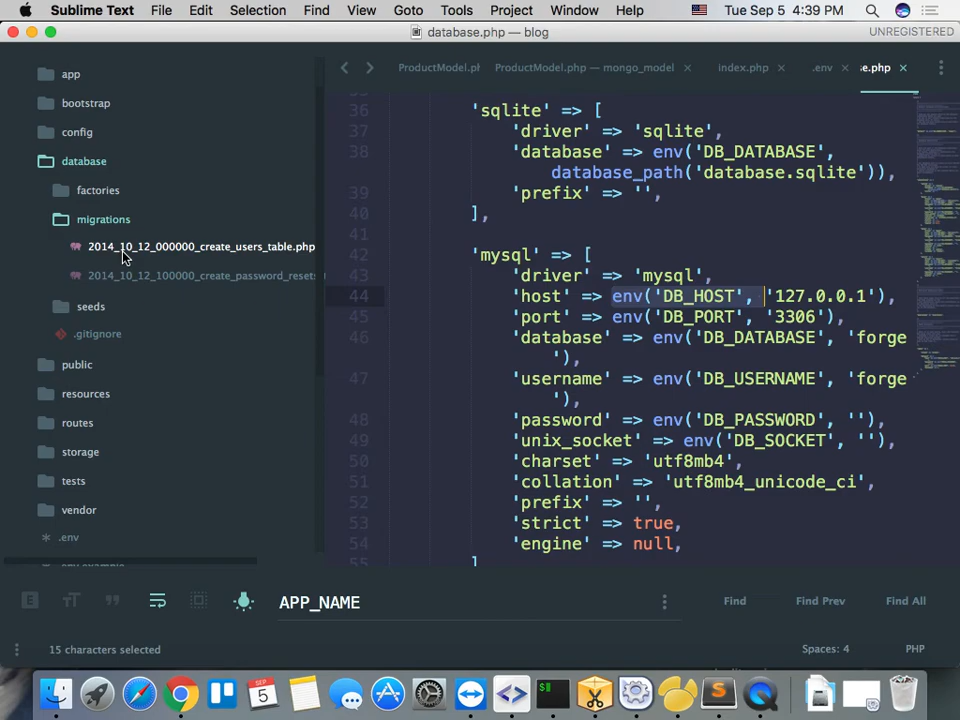 Sublime Text File Edit Selection Find View Goto Tools Project Window Help Tue Sep 5 4:39 PM
database.php — blog UNREGISTERED
app
bootstrap
config
database
factories
migrations
2014_10_12_000000_create_users_table.php
2014_10_12_100000_create_password_resets
seeds
.gitignore
public
resources
routes
storage
tests
vendor
.env
ProductModel.pl ProductModel.php — mongo_model index.php .env se.php
36 'sqlite' => [
37 'driver' => 'sqlite',
38 'database' => env('DB_DATABASE',
database_path('database.sqlite')),
39 'prefix' => '',
40 ],
42 'mysql' => [
43 'driver' => 'mysql',
44 'host' => env('DB_HOST', '127.0.0.1'),
45 'port' => env('DB_PORT', '3306'),
46 'database' => env('DB_DATABASE', 'forge
'),
47 'username' => env('DB_USERNAME', 'forge
'),
48 'password' => env('DB_PASSWORD', ''),
49 'unix_socket' => env('DB_SOCKET', ''),
50 'charset' => 'utf8mb4',
51 'collation' => 'utf8mb4_unicode_ci',
52 'prefix' => '',
53 'strict' => true,
54 'engine' => null,
55 ]
APP_NAME Find Find Prev Find All
15 characters selected Spaces: 4 PHP
SEP
5